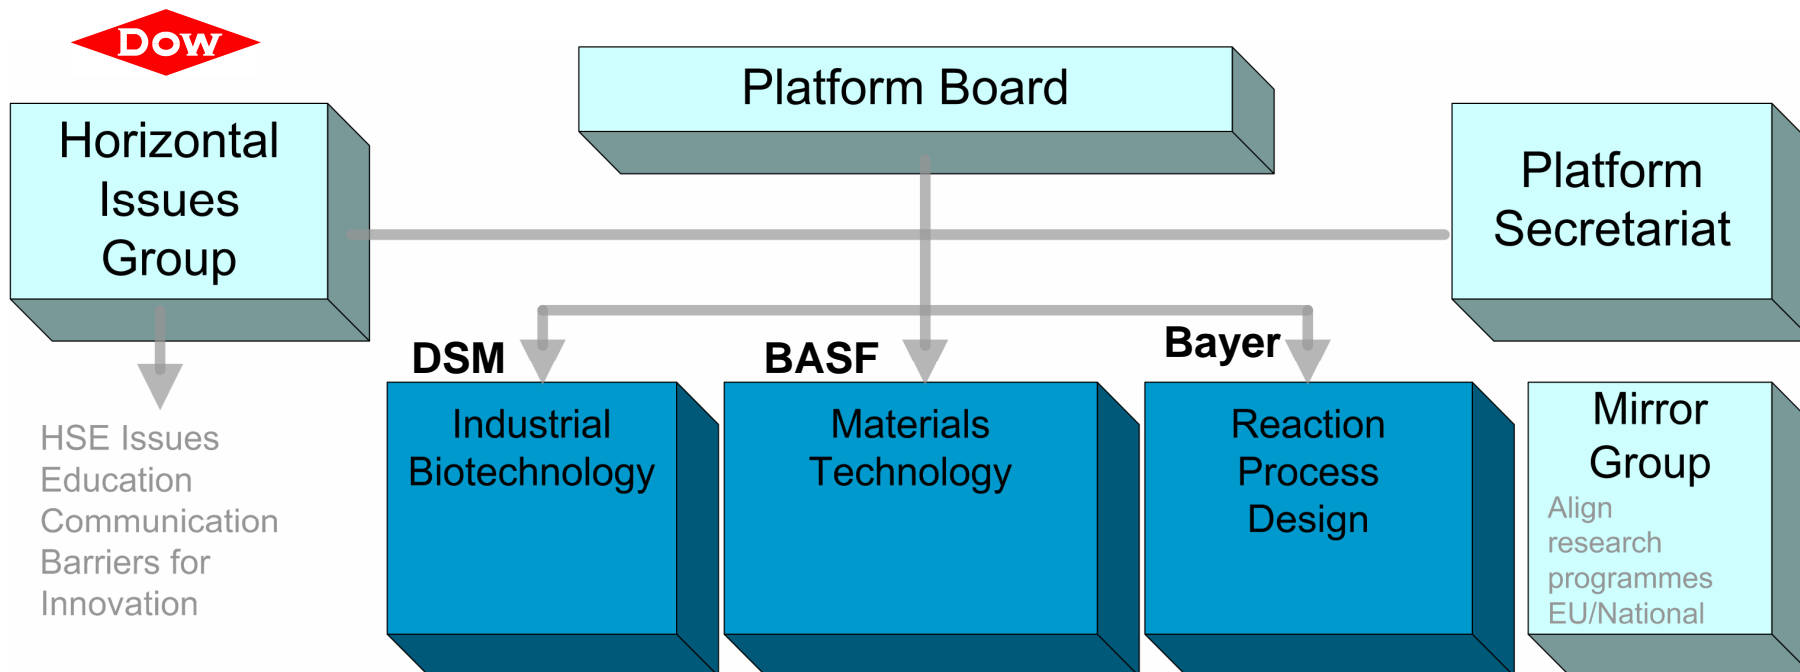 DOW
Platform Board
Horizontal
Issues
Group
Platform
Secretariat
DSM
BASF
Bayer
HSE Issues
Education
Communication
Barriers for
Innovation
Industrial
Biotechnology
Materials
Technology
Reaction
Process
Design
Mirror
Group
Align
research
programmes
EU/National